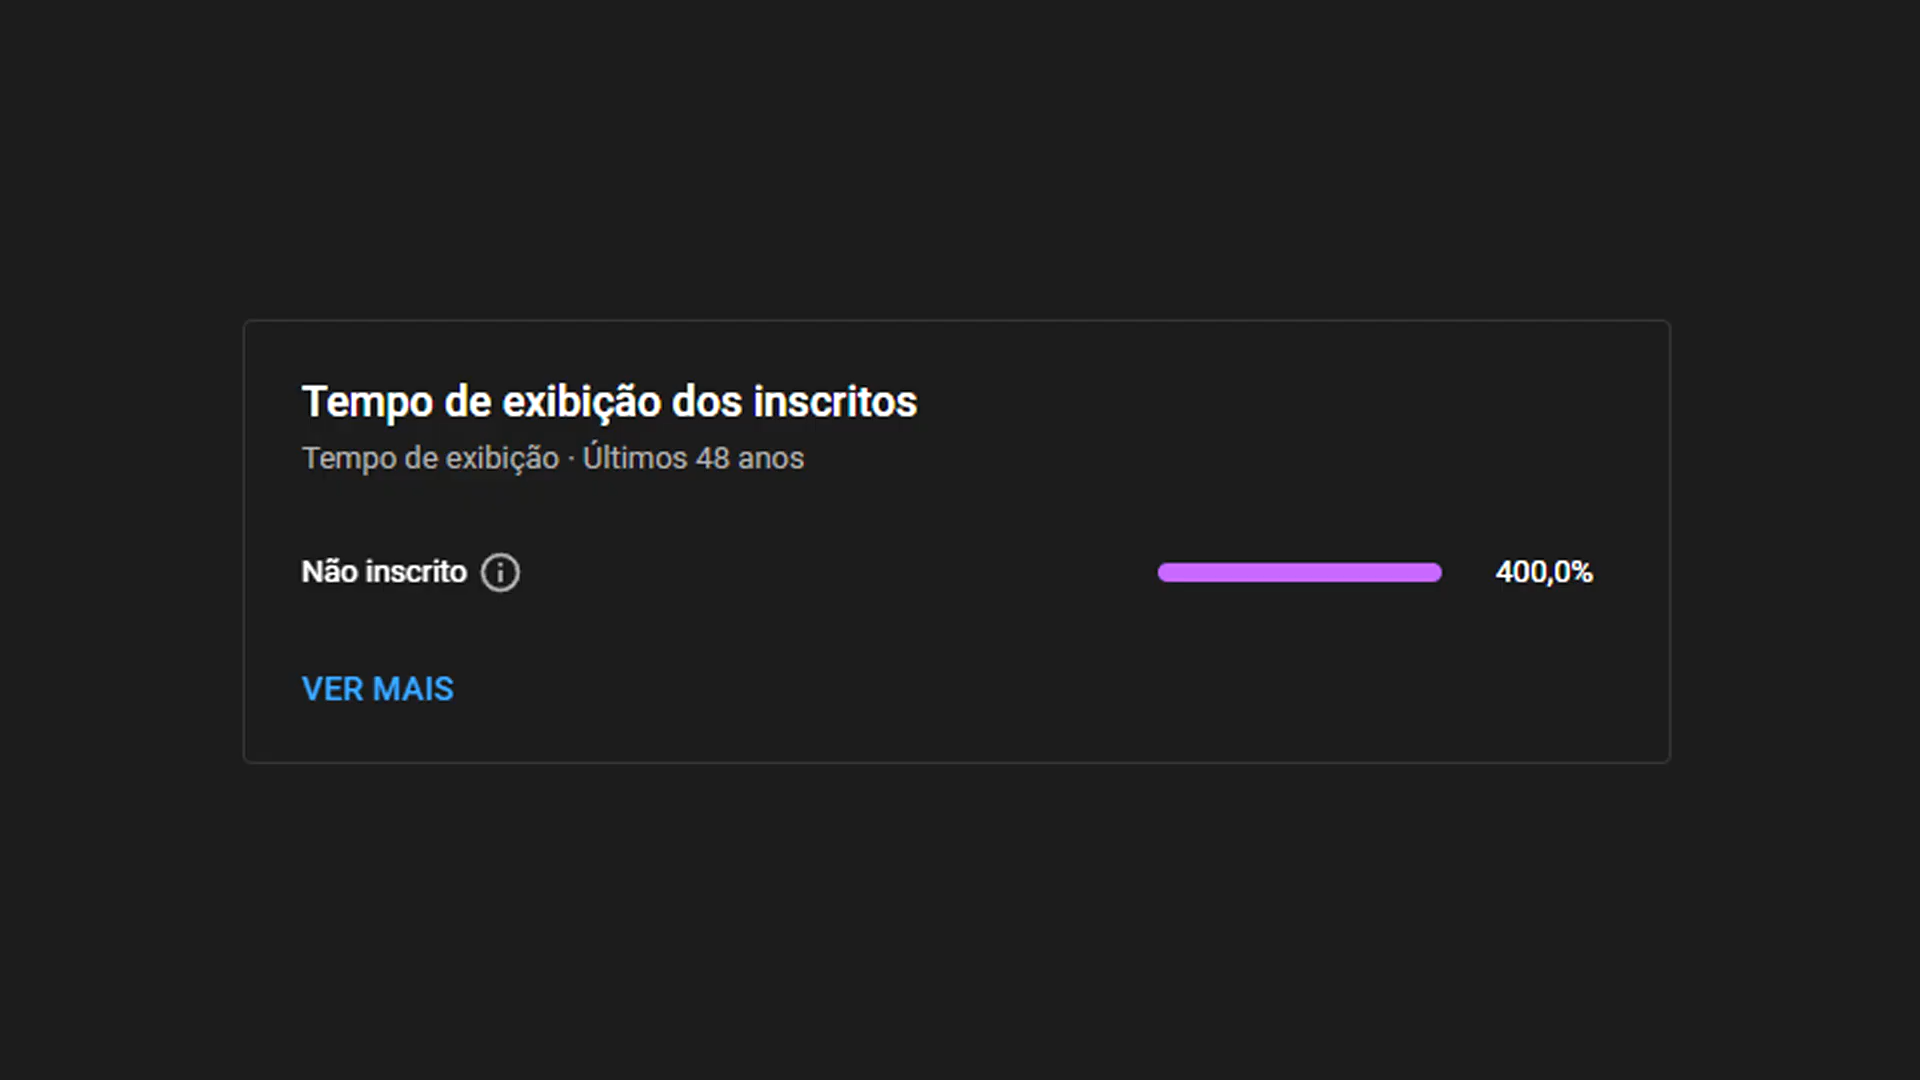 Tempo de exibição dos inscritos
Tempo de exibição · Últimos 48 anos
Não inscrito 400,0%
VER MAIS